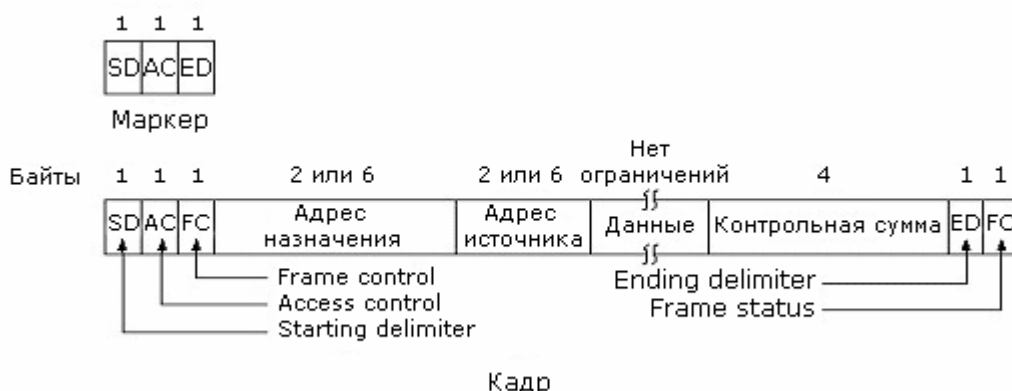 1 1 1
SD AC ED
Маркер
Байты 1 1 1 2 или 6 2 или 6 Нет ограничений 4 1 1
SD AC FC Адрес назначения Адрес источника Данные Контрольная сумма ED FC
Frame control
Access control
Starting delimiter
Ending delimiter
Frame status
Кадр